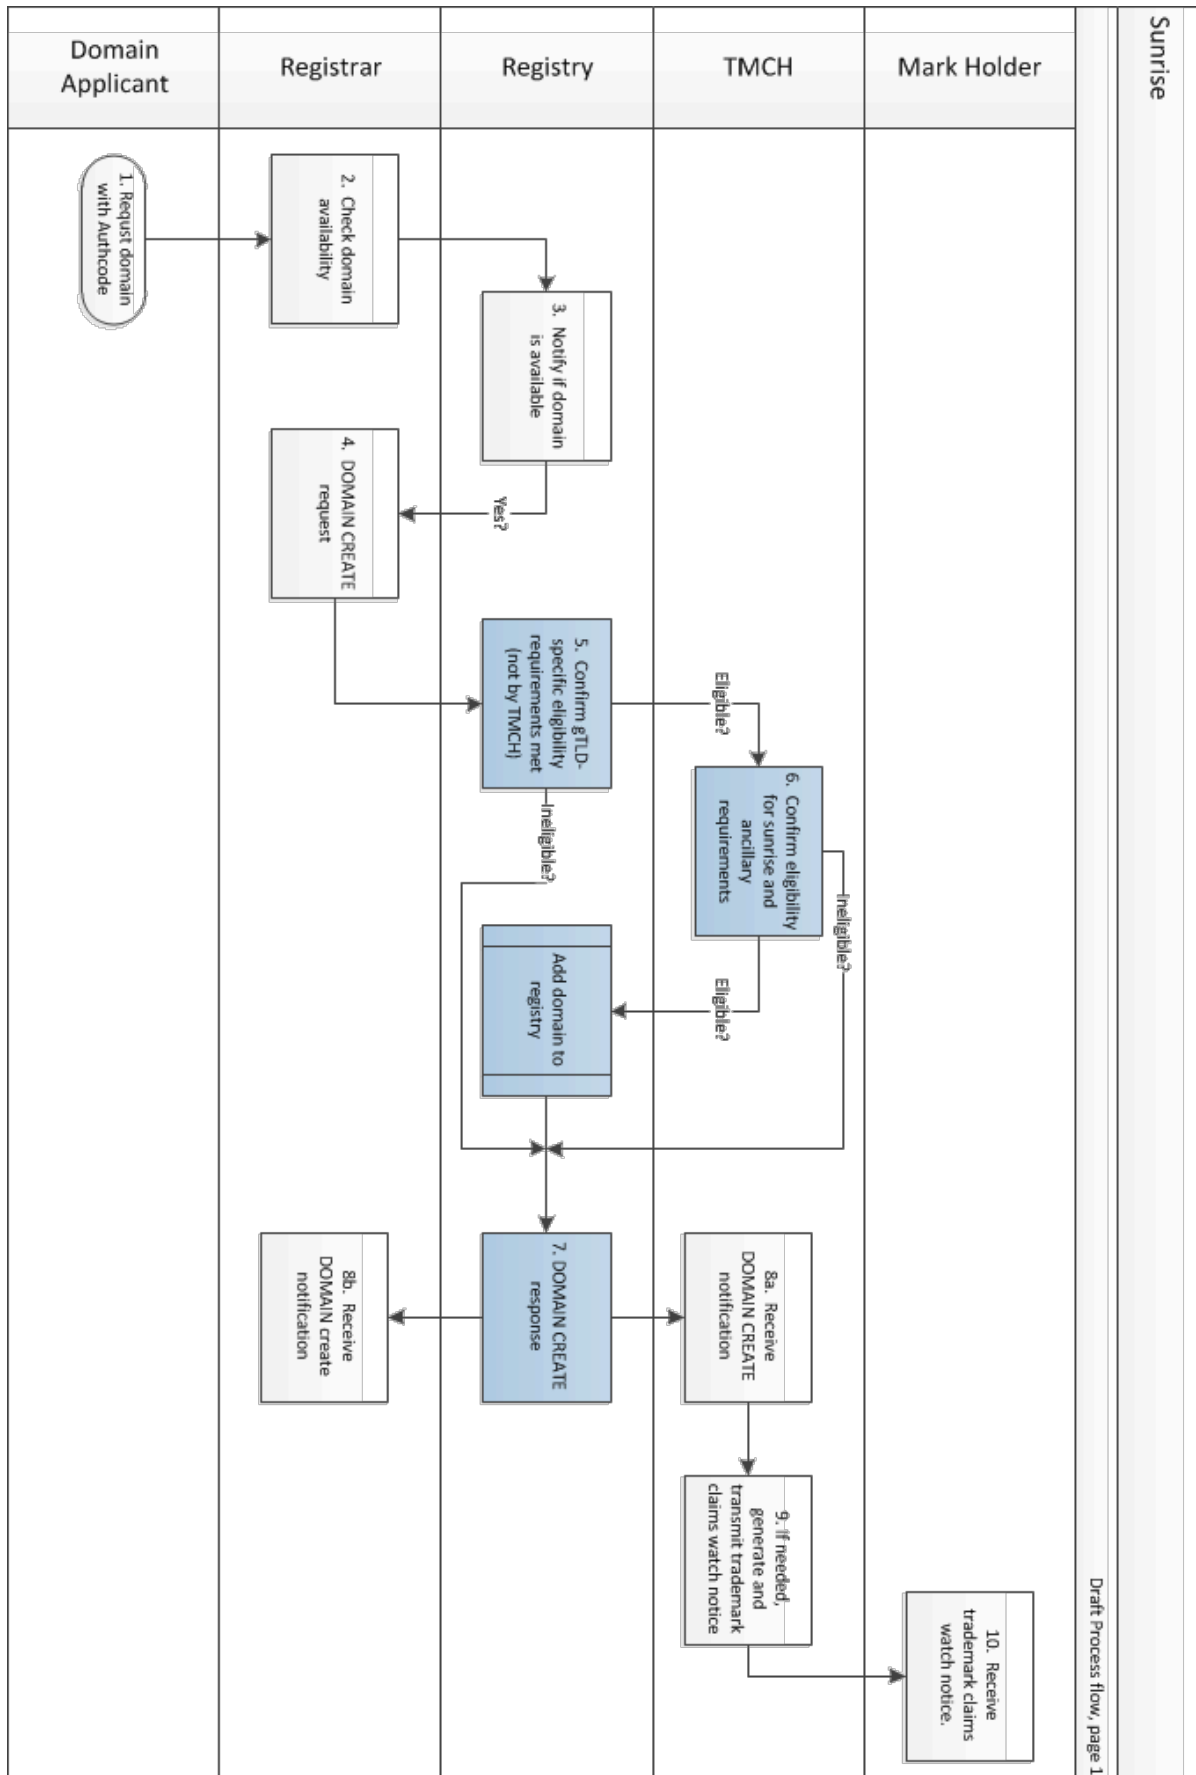 Sunrise
Draft Process flow, page 1
Domain
Applicant
Registrar
Registry
TMCH
Mark Holder
1. Requst domain
with Authcode
2. Check domain
availability
3. Notify if domain
is available
Yes?
4. DOMAIN CREATE
request
5. Confirm gTLD-
specific eligibility
requirements met
(not by TMCH)
Eligible?
Ineligible?
6. Confirm eligibility
for sunrise and
ancillary
requirements
Ineligible?
Eligible?
Add domain to
registry
7. DOMAIN CREATE
response
8a. Receive
DOMAIN CREATE
notification
8b. Receive
DOMAIN create
notification
9. If needed,
generate and
transmit trademark
claims watch notice
10. Receive
trademark claims
watch notice.